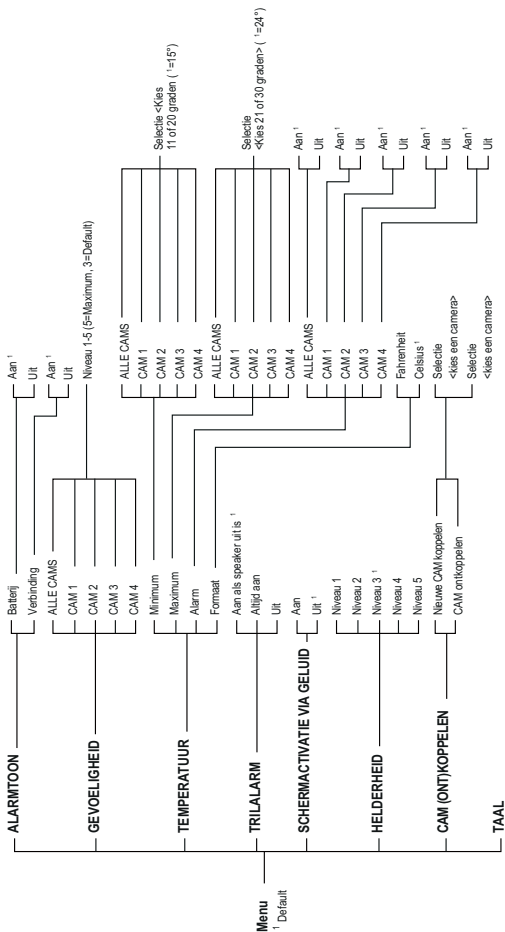 Menu
¹ Default
ALARMTOON
Batterij
Aan ¹
Uit
Verbinding
Aan ¹
Uit
GEVOELIGHEID
ALLE CAMS
CAM 1
CAM 2
CAM 3
CAM 4
Niveau 1-5 (5=Maximum, 3=Default)
TEMPERATUUR
Minimum
ALLE CAMS
CAM 1
CAM 2
CAM 3
CAM 4
Selectie <Kies
11 of 20 graden ( ¹=15°)
Maximum
ALLE CAMS
CAM 1
CAM 2
CAM 3
CAM 4
Selectie
<Kies 21 of 30 graden> ( ¹=24°)
Alarm
ALLE CAMS
CAM 1
CAM 2
CAM 3
CAM 4
Aan ¹
Uit
Aan ¹
Uit
Aan ¹
Uit
Aan ¹
Uit
Aan ¹
Uit
Formaat
Fahrenheit
Celsius ¹
TRILALARM
Aan als speaker uit is ¹
Altijd aan
Uit
SCHERMACTIVATIE VIA GELUID
Aan
Uit ¹
HELDERHEID
Niveau 1
Niveau 2
Niveau 3 ¹
Niveau 4
Niveau 5
CAM (ONT)KOPPELEN
Nieuwe CAM koppelen
Selectie
<kies een camera>
CAM ontkoppelen
Selectie
<kies een camera>
TAAL